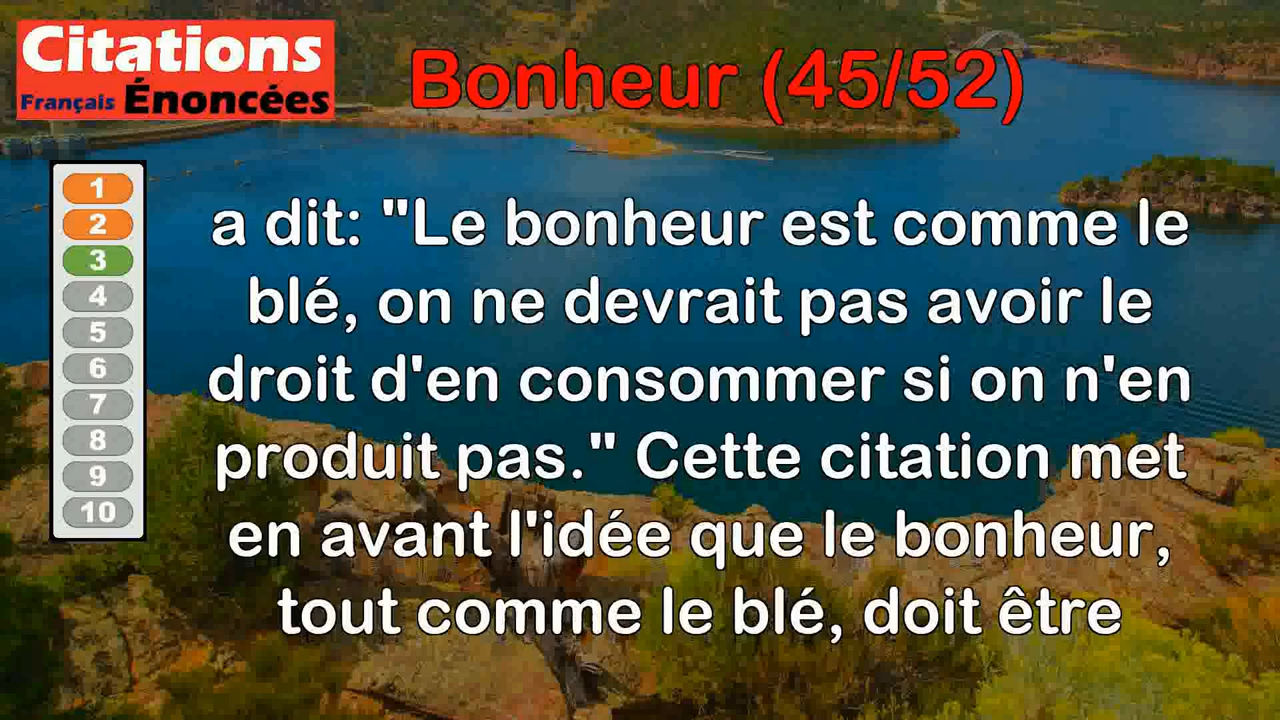 Citations
Français Énoncées
Bonheur (45/52)
1
2
3
4
5
6
7
8
9
10
a dit: "Le bonheur est comme le
blé, on ne devrait pas avoir le
droit d'en consommer si on n'en
produit pas." Cette citation met
en avant l'idée que le bonheur,
tout comme le blé, doit être